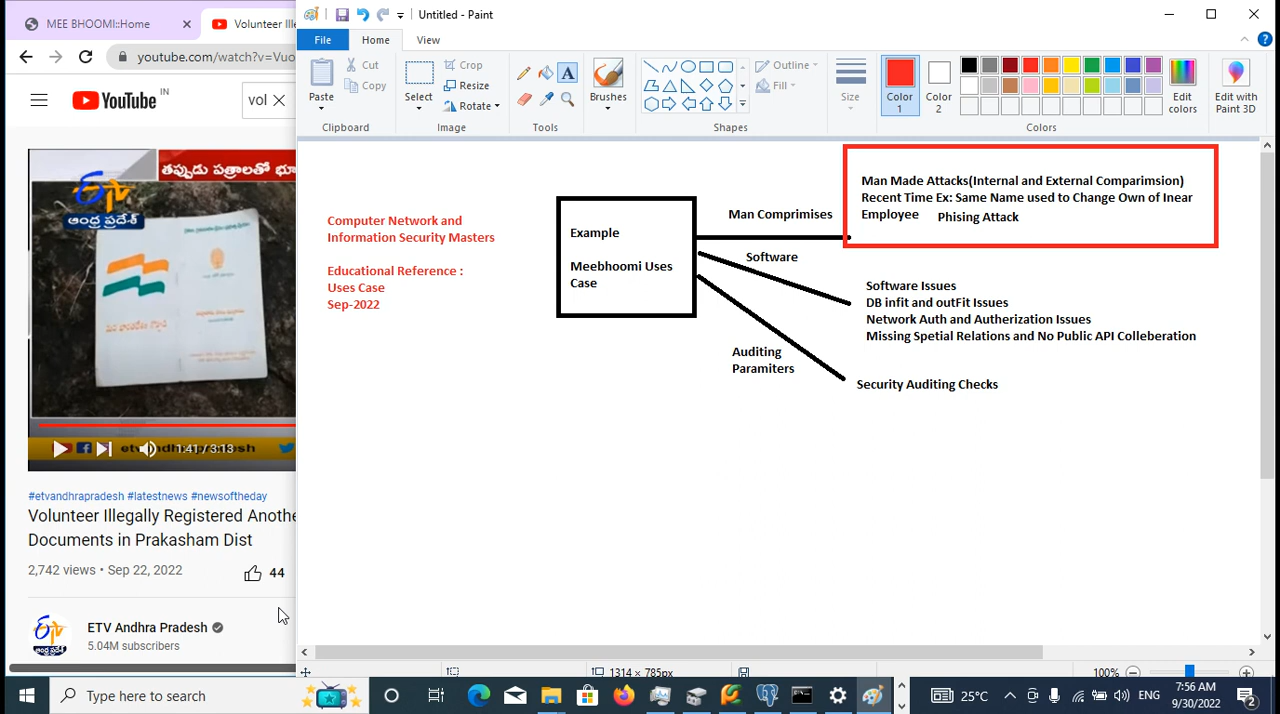 MEE BHOOMI::Home
Volunteer Ille
youtube.com/watch?v=Vuo
YouTube IN
vol
తప్పుడు పత్రాలతో భూ
ఆంధ్ర ప్రదేశ్
etvandhrapradesh
1:41 / 3:13
#etvandhrapradesh #latestnews #newsoftheday
Volunteer Illegally Registered Anothe
Documents in Prakasham Dist
2,742 views • Sep 22, 2022
44
ETV Andhra Pradesh
5.04M subscribers
Untitled - Paint
File
Home
View
Paste
Cut
Copy
Clipboard
Select
Crop
Resize
Rotate
Image
A
Tools
Brushes
Outline
Fill
Shapes
Size
Color 1
Color 2
Edit colors
Colors
Edit with Paint 3D
Computer Network and
Information Security Masters
Educational Reference :
Uses Case
Sep-2022
Example
Meebhoomi Uses
Case
Man Comprimises
Software
Auditing
Paramiters
Man Made Attacks(Internal and External Comparimsion)
Recent Time Ex: Same Name used to Change Own of Inear
Employee Phising Attack
Software Issues
DB infit and outFit Issues
Network Auth and Autherization Issues
Missing Spetial Relations and No Public API Colleberation
Security Auditing Checks
1314 × 785px
100%
Type here to search
25°C
ENG
7:56 AM
9/30/2022
2